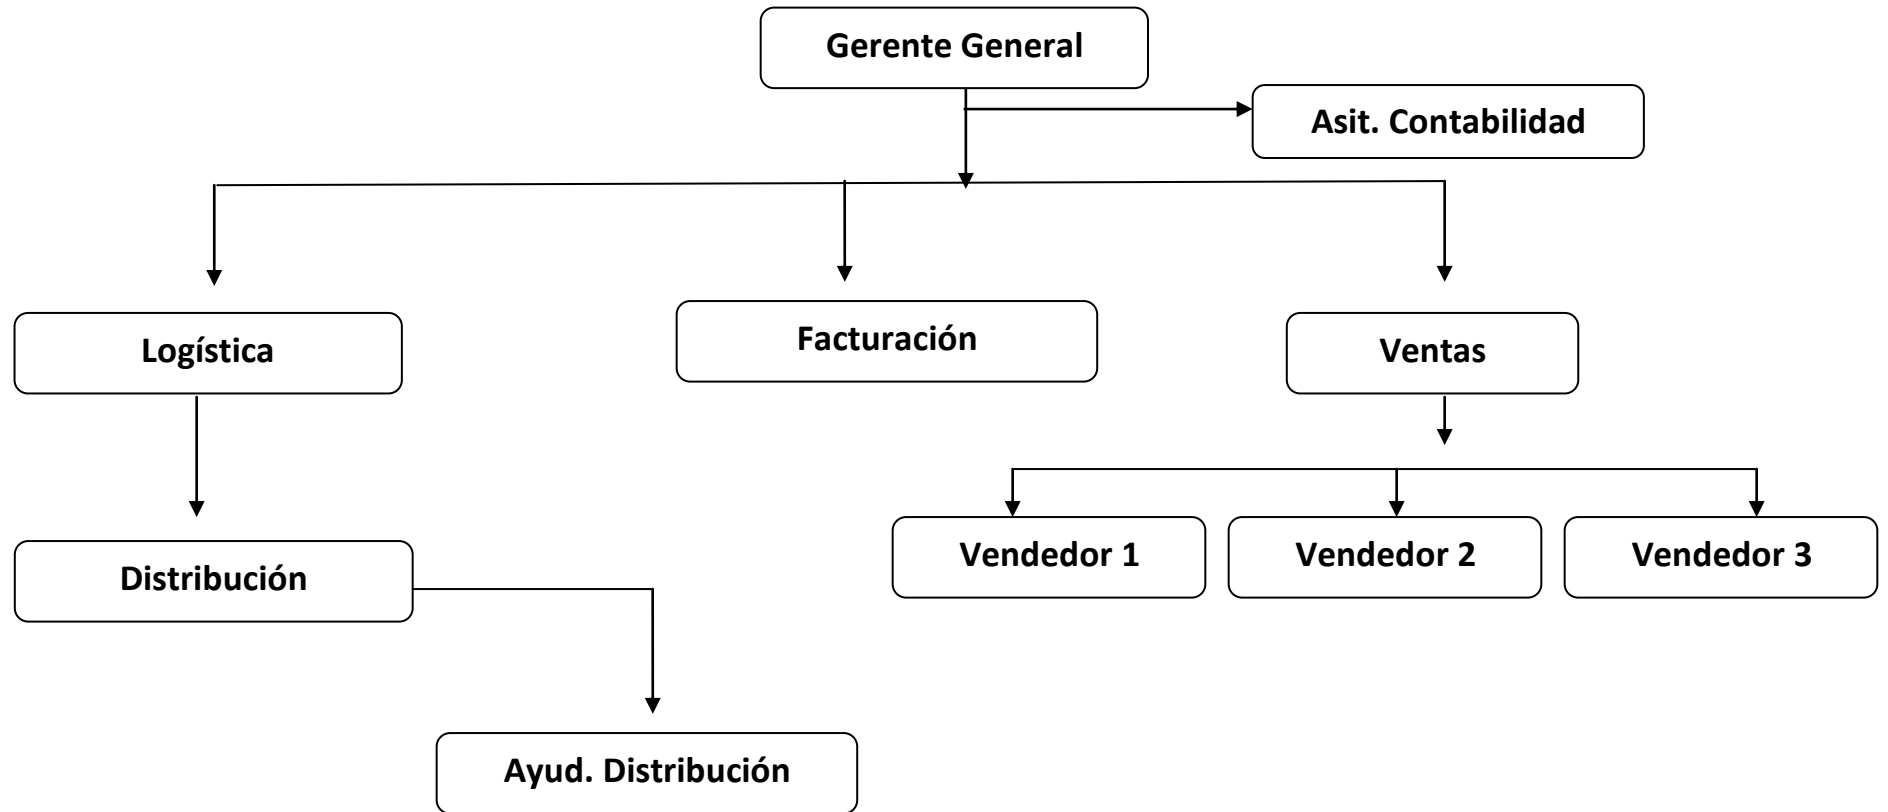 Gerente General
Asit. Contabilidad
Logística
Facturación
Ventas
Distribución
Vendedor 1
Vendedor 2
Vendedor 3
Ayud. Distribución